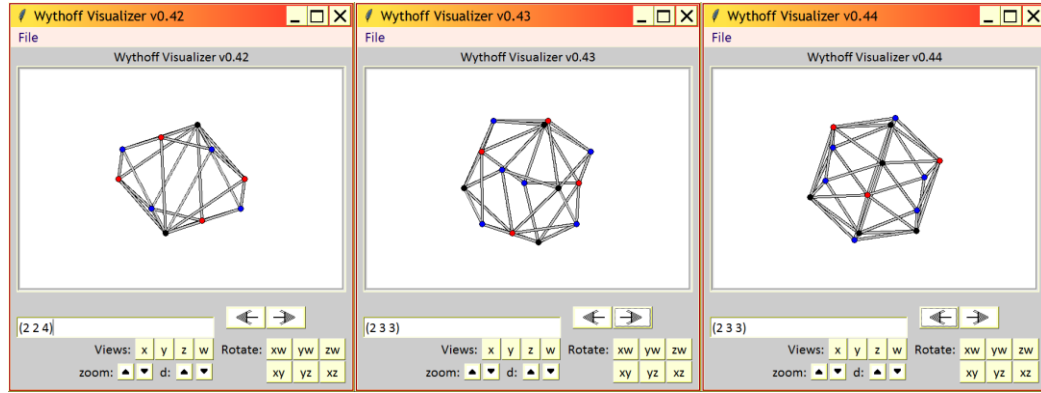 Wythoff Visualizer v0.42
File
Wythoff Visualizer v0.42
(2 2 4)
Views: x y z w Rotate: xw yw zw
zoom: d: xy yz xz
Wythoff Visualizer v0.43
File
Wythoff Visualizer v0.43
(2 3 3)
Views: x y z w Rotate: xw yw zw
zoom: d: xy yz xz
Wythoff Visualizer v0.44
File
Wythoff Visualizer v0.44
(2 3 3)
Views: x y z w Rotate: xw yw zw
zoom: d: xy yz xz